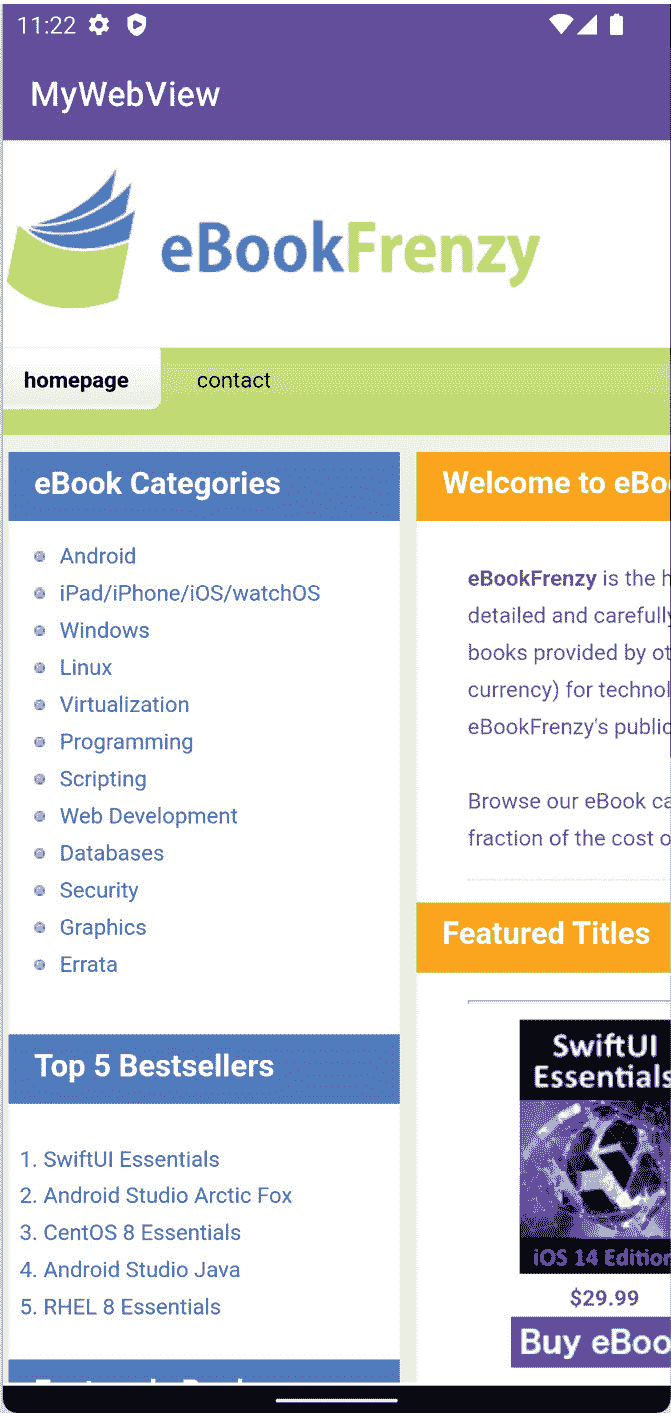 11:22
MyWebView
eBookFrenzy
homepage
contact
eBook Categories
Android
iPad/iPhone/iOS/watchOS
Windows
Linux
Virtualization
Programming
Scripting
Web Development
Databases
Security
Graphics
Errata
Top 5 Bestsellers
1. SwiftUI Essentials
2. Android Studio Arctic Fox
3. CentOS 8 Essentials
4. Android Studio Java
5. RHEL 8 Essentials
Welcome to eBo
eBookFrenzy is the h
detailed and carefully
books provided by ot
currency) for technol
eBookFrenzy's public
Browse our eBook ca
fraction of the cost o
Featured Titles
SwiftUI
Essentials
iOS 14 Edition
$29.99
Buy eBoo